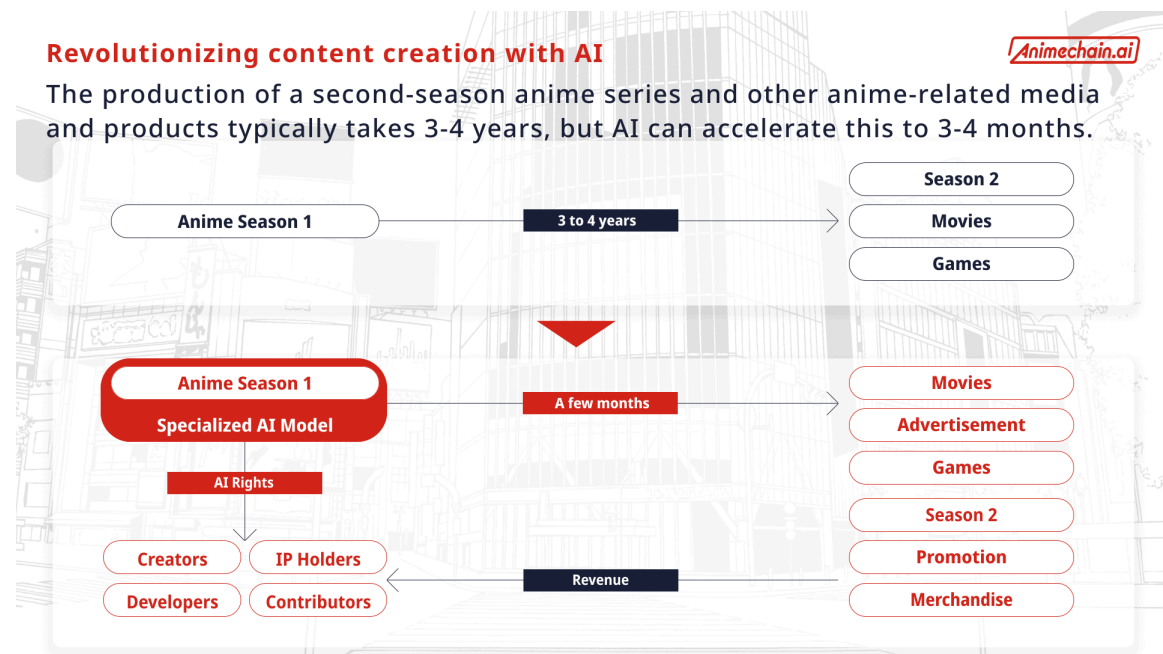 Revolutionizing content creation with AI
Animechain.ai
The production of a second-season anime series and other anime-related media
and products typically takes 3-4 years, but AI can accelerate this to 3-4 months.
Anime Season 1
3 to 4 years
Season 2
Movies
Games
Anime Season 1
Specialized AI Model
A few months
Movies
Advertisement
Games
Season 2
Promotion
Merchandise
AI Rights
Creators
IP Holders
Developers
Contributors
Revenue